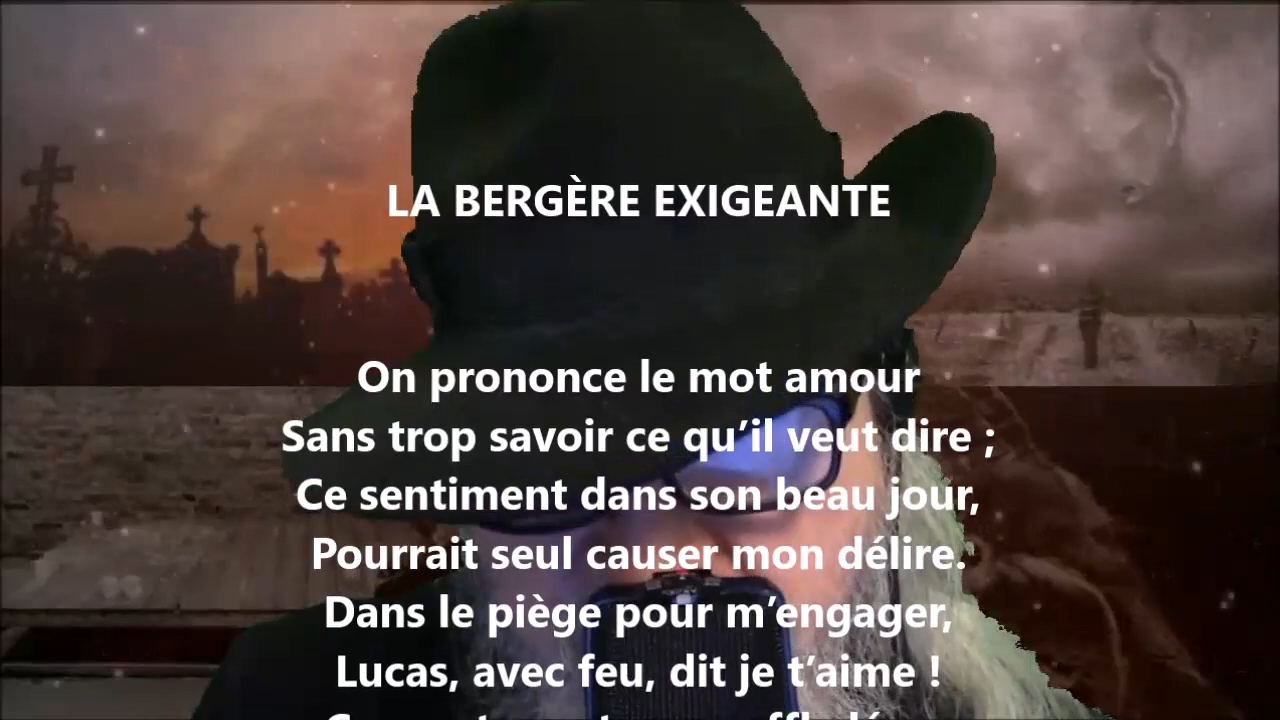 LA BERGÈRE EXIGEANTE
On prononce le mot amour
Sans trop savoir ce qu’il veut dire ;
Ce sentiment dans son beau jour,
Pourrait seul causer mon délire.
Dans le piège pour m’engager,
Lucas, avec feu, dit je t’aime !